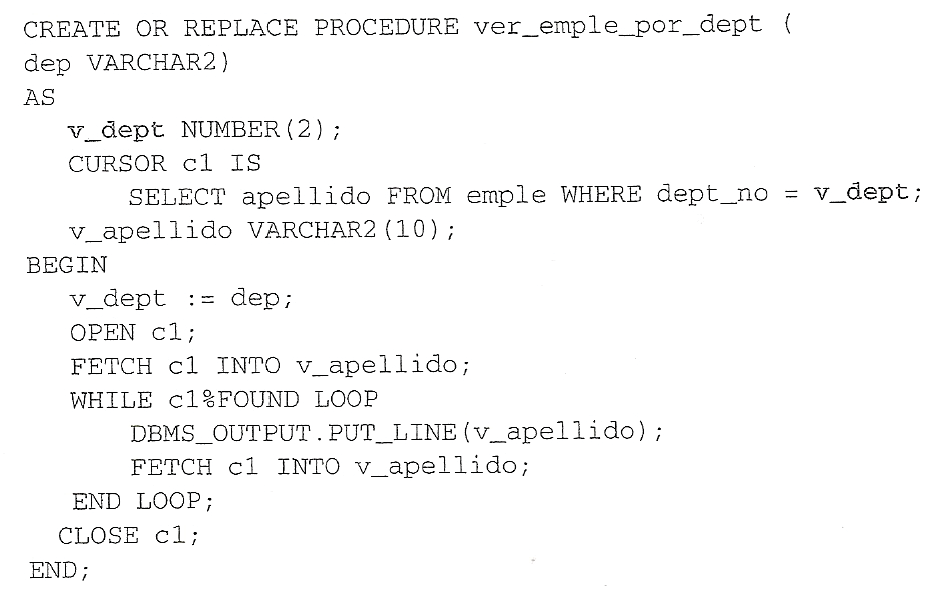 CREATE OR REPLACE PROCEDURE ver_emple_por_dept (
dep VARCHAR2)
AS
v_dept NUMBER(2);
CURSOR c1 IS
SELECT apellido FROM emple WHERE dept_no = v_dept;
v_apellido VARCHAR2(10);
BEGIN
v_dept := dep;
OPEN c1;
FETCH c1 INTO v_apellido;
WHILE c1%FOUND LOOP
DBMS_OUTPUT.PUT_LINE(v_apellido);
FETCH c1 INTO v_apellido;
END LOOP;
CLOSE c1;
END;